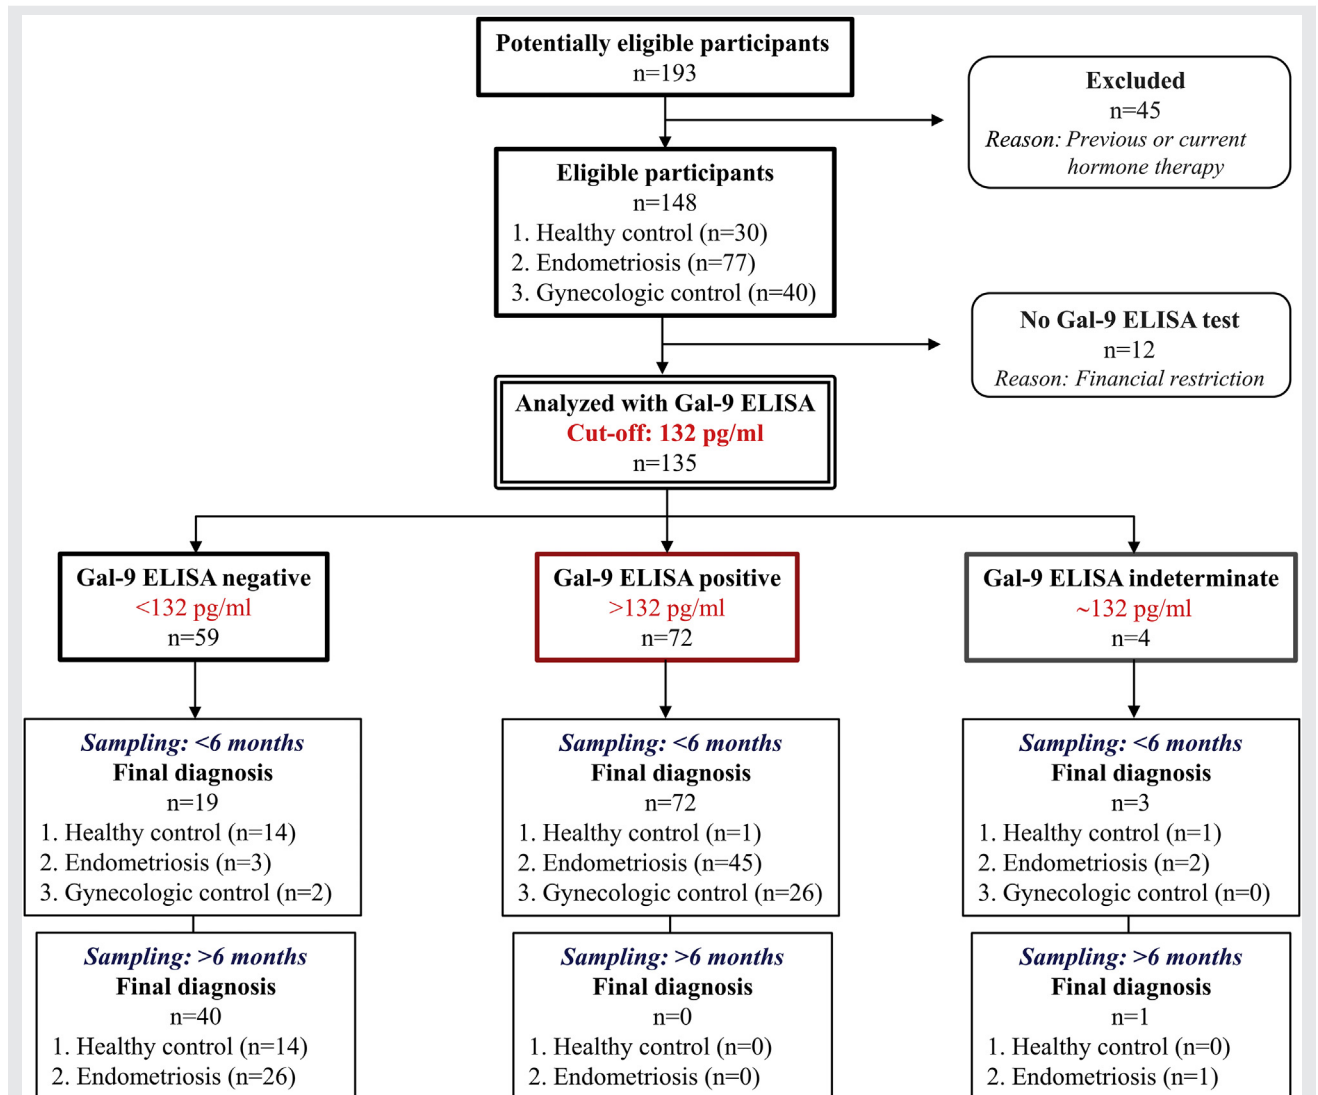 Potentially eligible participants
n=193
Excluded
n=45
Reason: Previous or current
hormone therapy
Eligible participants
n=148
1. Healthy control (n=30)
2. Endometriosis (n=77)
3. Gynecologic control (n=40)
No Gal-9 ELISA test
n=12
Reason: Financial restriction
Analyzed with Gal-9 ELISA
Cut-off: 132 pg/ml
n=135
Gal-9 ELISA negative
<132 pg/ml
n=59
Gal-9 ELISA positive
>132 pg/ml
n=72
Gal-9 ELISA indeterminate
~132 pg/ml
n=4
Sampling: <6 months
Final diagnosis
n=19
1. Healthy control (n=14)
2. Endometriosis (n=3)
3. Gynecologic control (n=2)
Sampling: <6 months
Final diagnosis
n=72
1. Healthy control (n=1)
2. Endometriosis (n=45)
3. Gynecologic control (n=26)
Sampling: <6 months
Final diagnosis
n=3
1. Healthy control (n=1)
2. Endometriosis (n=2)
3. Gynecologic control (n=0)
Sampling: >6 months
Final diagnosis
n=40
1. Healthy control (n=14)
2. Endometriosis (n=26)
Sampling: >6 months
Final diagnosis
n=0
1. Healthy control (n=0)
2. Endometriosis (n=0)
Sampling: >6 months
Final diagnosis
n=1
1. Healthy control (n=0)
2. Endometriosis (n=1)